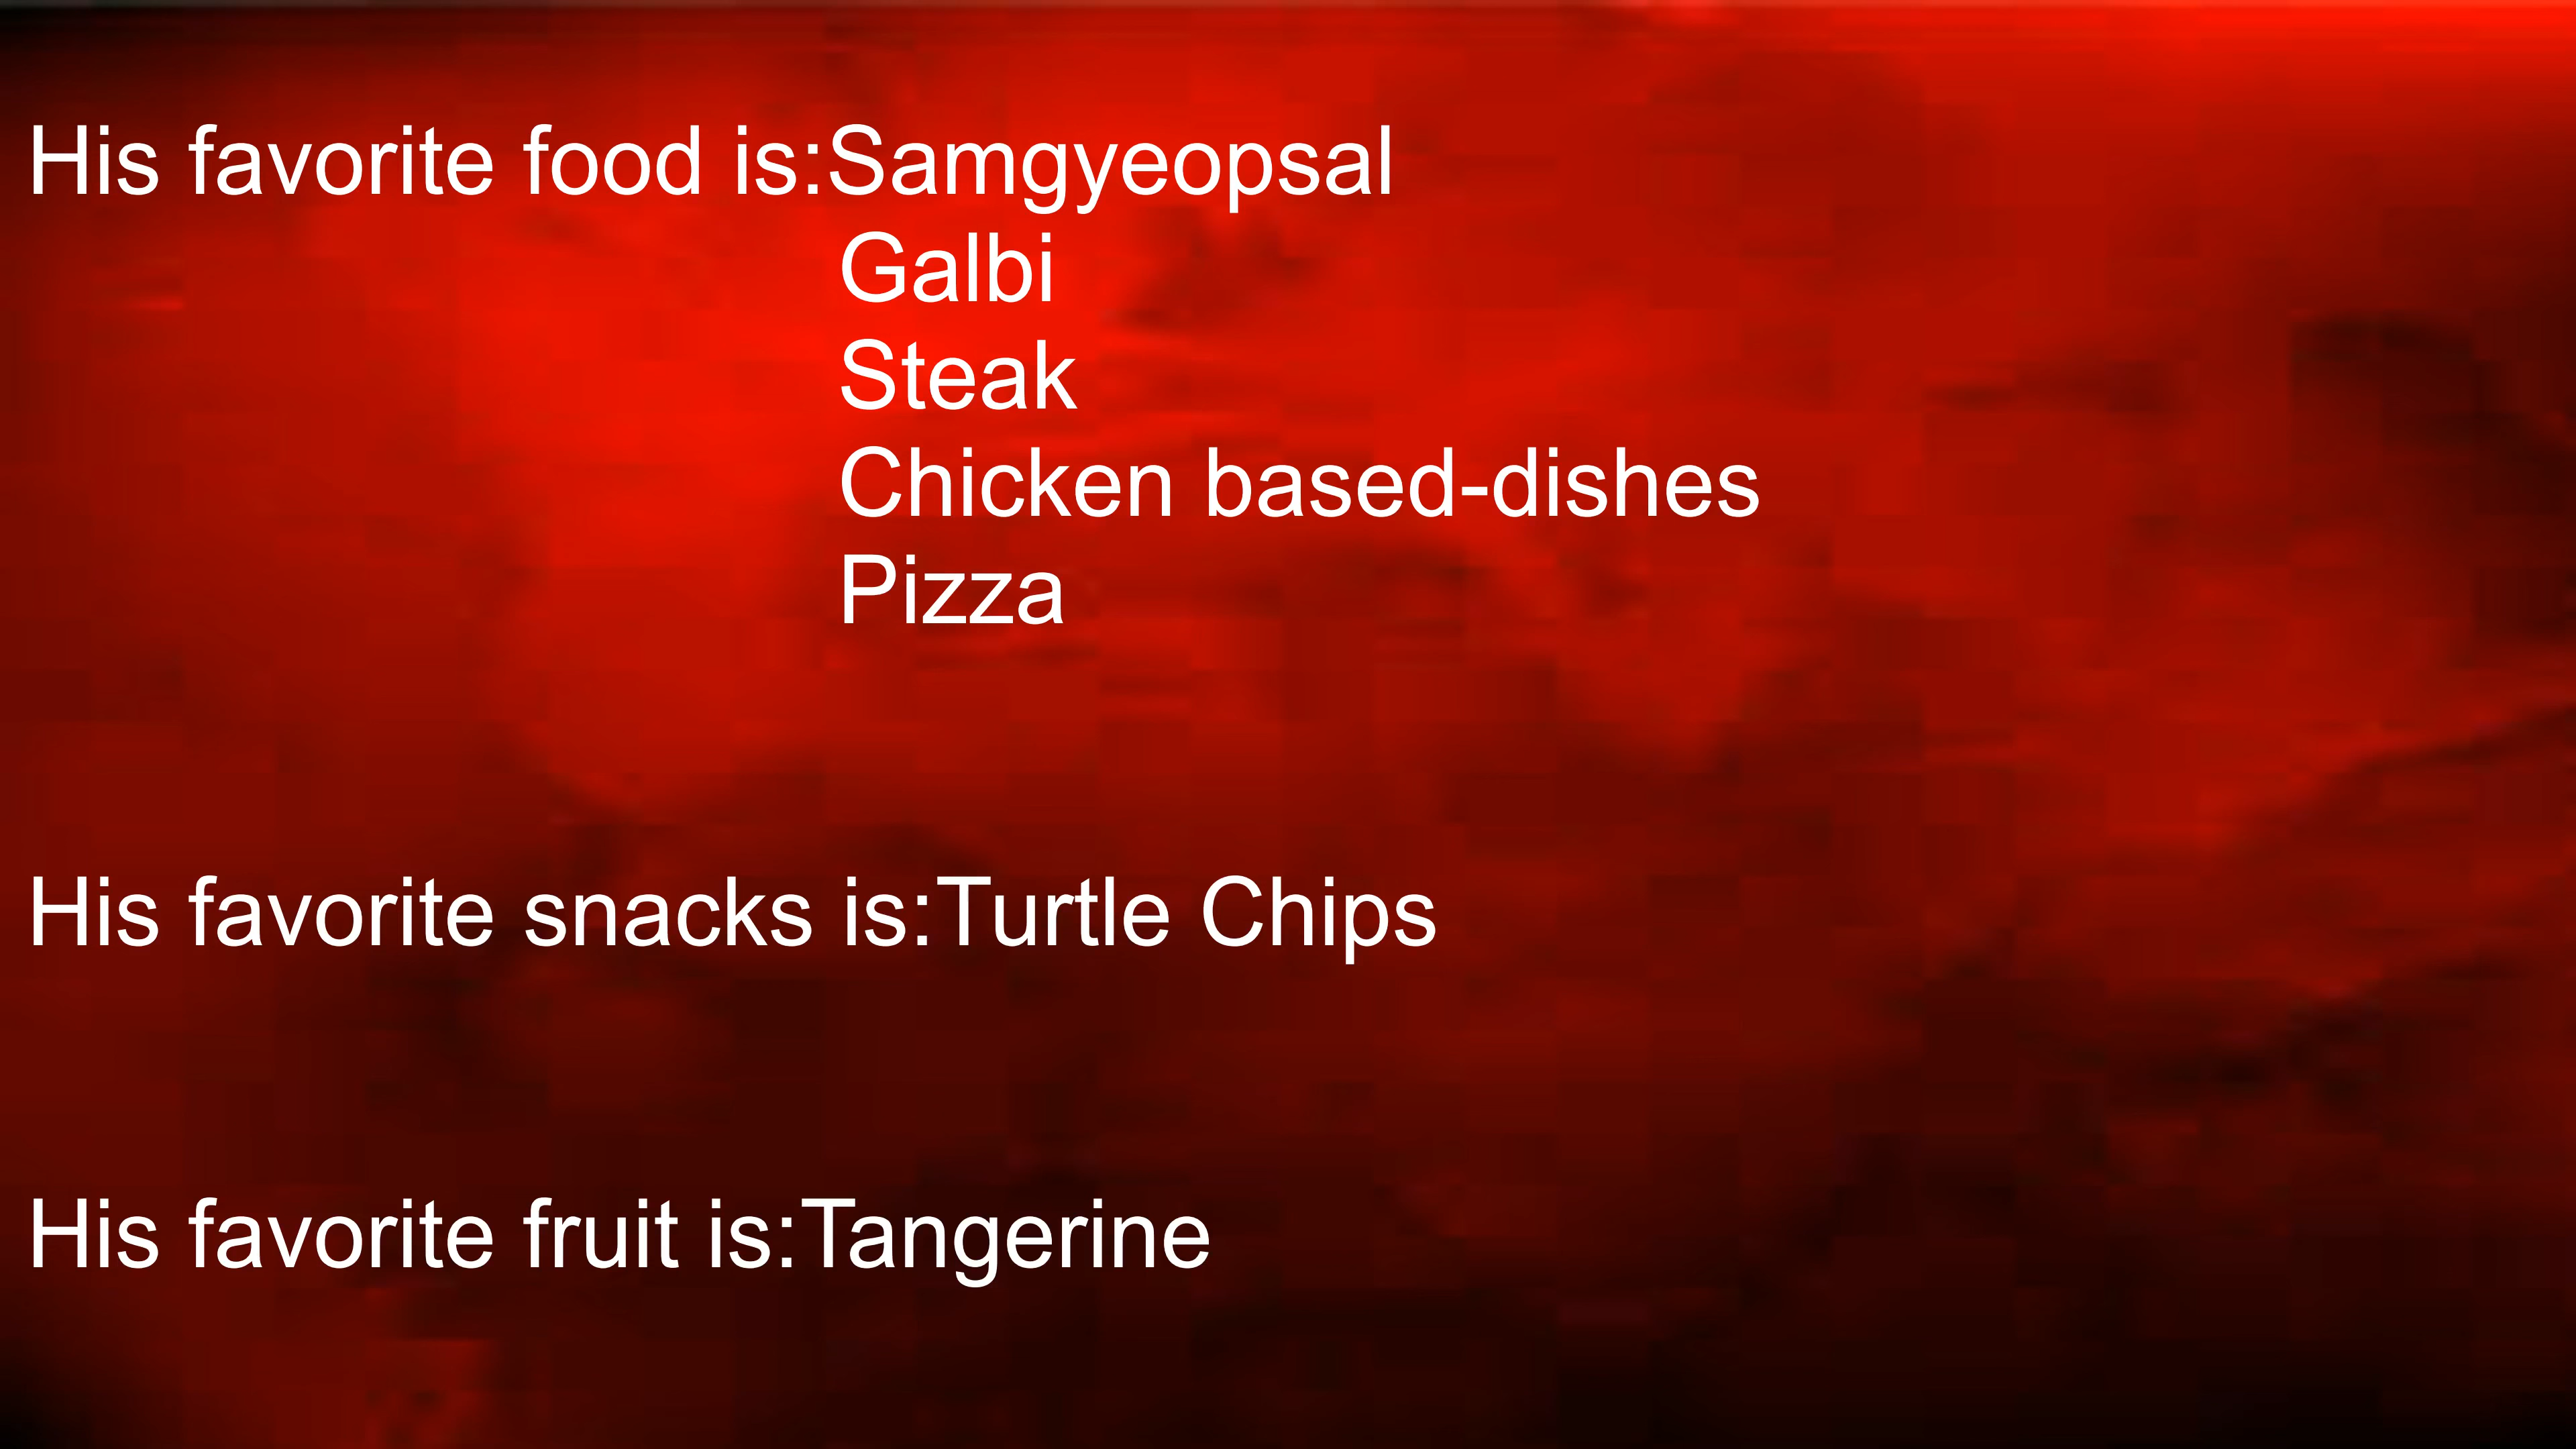 His favorite food is:Samgyeopsal
Galbi
Steak
Chicken based-dishes
Pizza
His favorite snacks is:Turtle Chips
His favorite fruit is:Tangerine